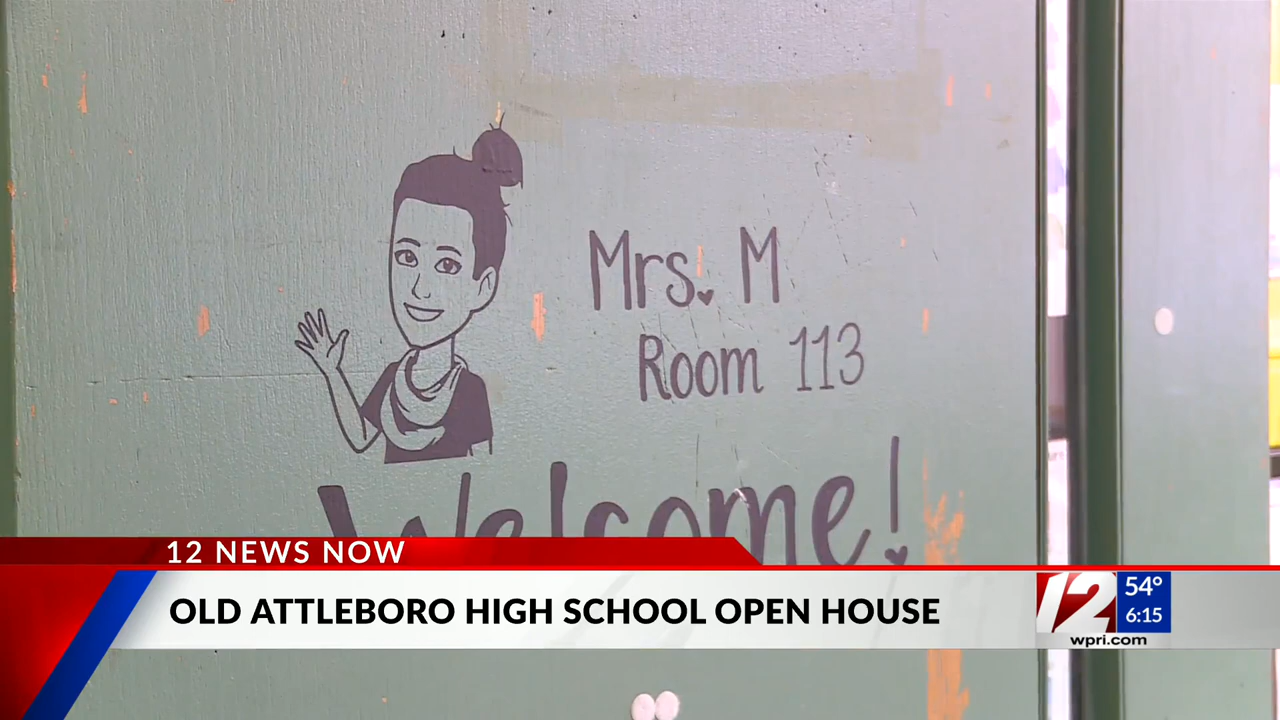 Mrs. M
Room 113
Welcome!
12 NEWS NOW
OLD ATTLEBORO HIGH SCHOOL OPEN HOUSE
12
54°
6:15
wpri.com